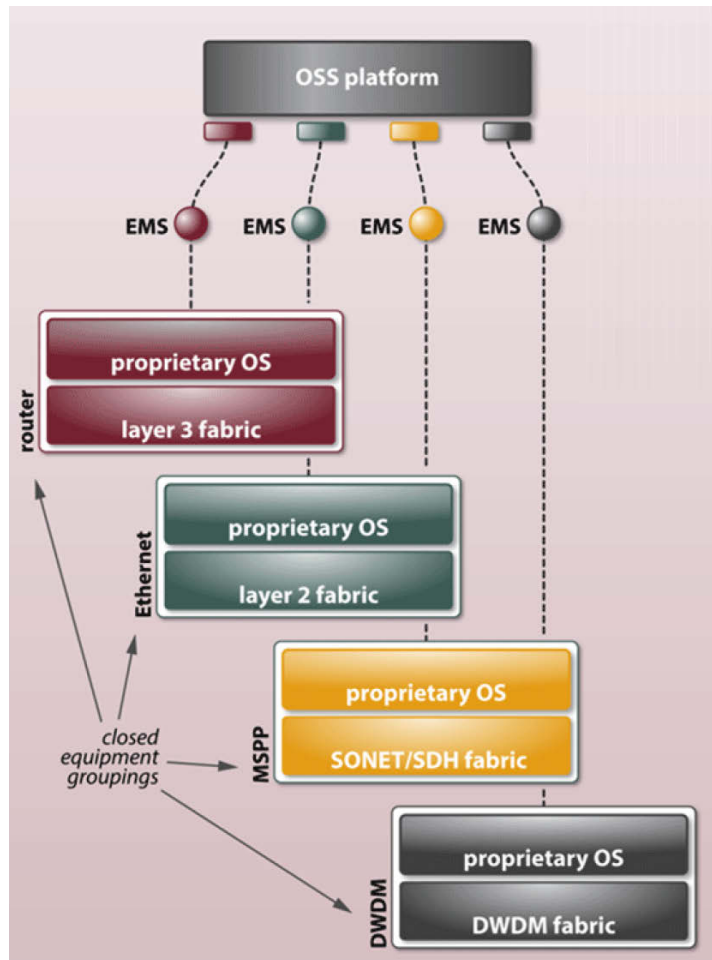 OSS platform
EMS
EMS
EMS
EMS
router
proprietary OS
layer 3 fabric
Ethernet
proprietary OS
layer 2 fabric
MSPP
proprietary OS
SONET/SDH fabric
closed
equipment
groupings
DWDM
proprietary OS
DWDM fabric